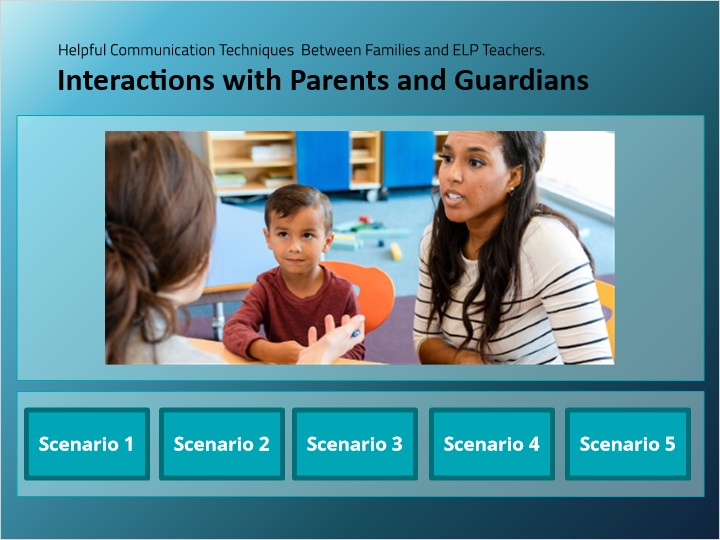 Helpful Communication Techniques  Between Families and ELP Teachers.
Interactions with Parents and Guardians
Scenario 1
Scenario 2
Scenario 3
Scenario 4
Scenario 5